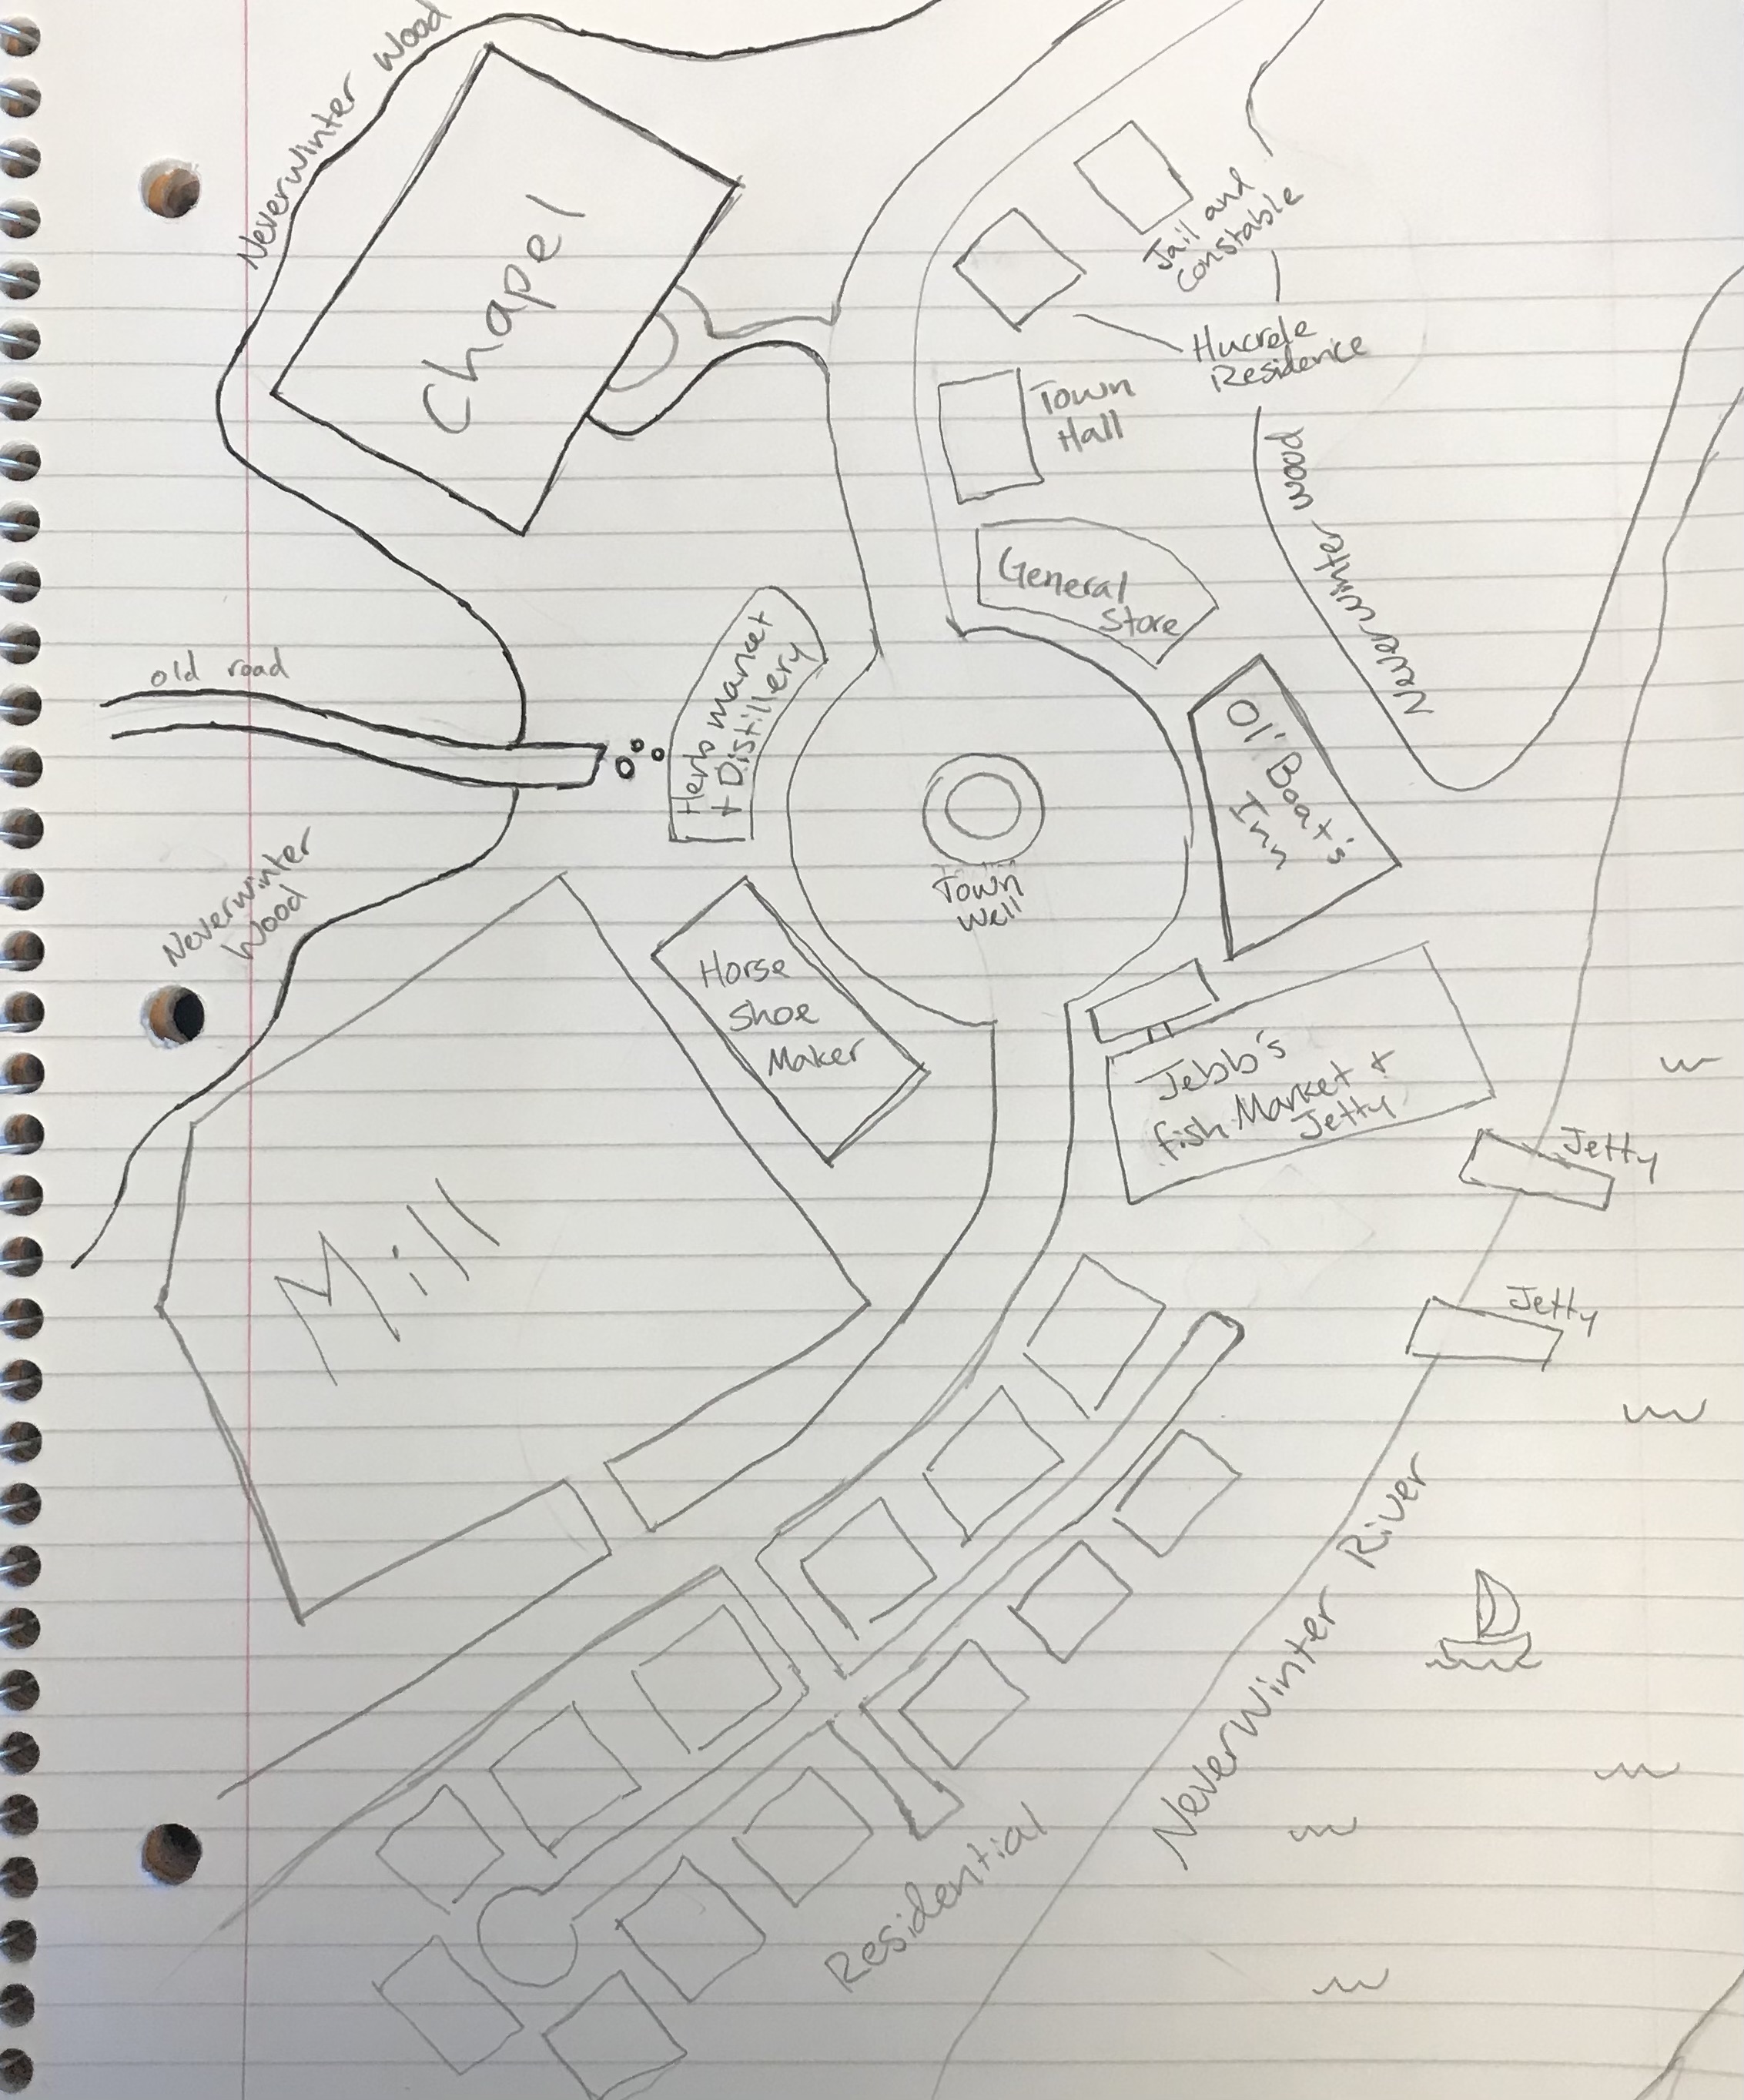 Neverwinter Wood
Chapel
Jail and
Constable
Hucrele
Residence
Town
Hall
Neverwinter wood
General
Store
old road
Herb market
+ Distillery
Ol' Boat's
Inn
Town
Well
Neverwinter
Wood
Horse
Shoe
Maker
Jebb's
fish Market +
Jetty
Jetty
Mill
Jetty
Neverwinter River
Residential